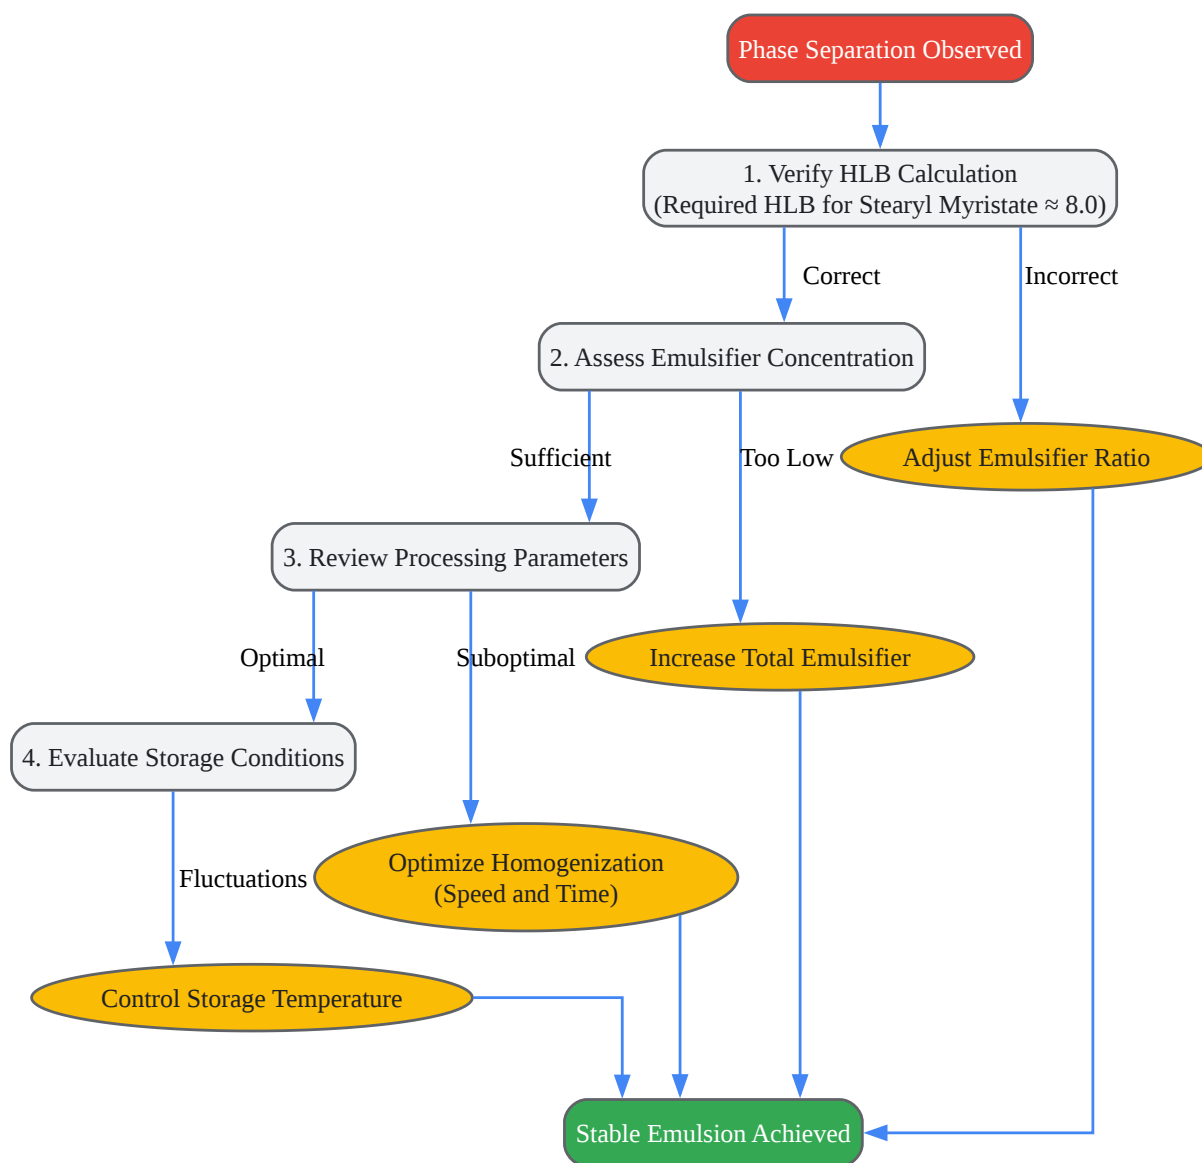 Phase Separation Observed
1. Verify HLB Calculation
(Required HLB for Stearyl Myristate ≈ 8.0)
Correct
Incorrect
2. Assess Emulsifier Concentration
Sufficient
Too Low
Adjust Emulsifier Ratio
3. Review Processing Parameters
Optimal
Suboptimal
Increase Total Emulsifier
4. Evaluate Storage Conditions
Fluctuations
Optimize Homogenization
(Speed and Time)
Control Storage Temperature
Stable Emulsion Achieved